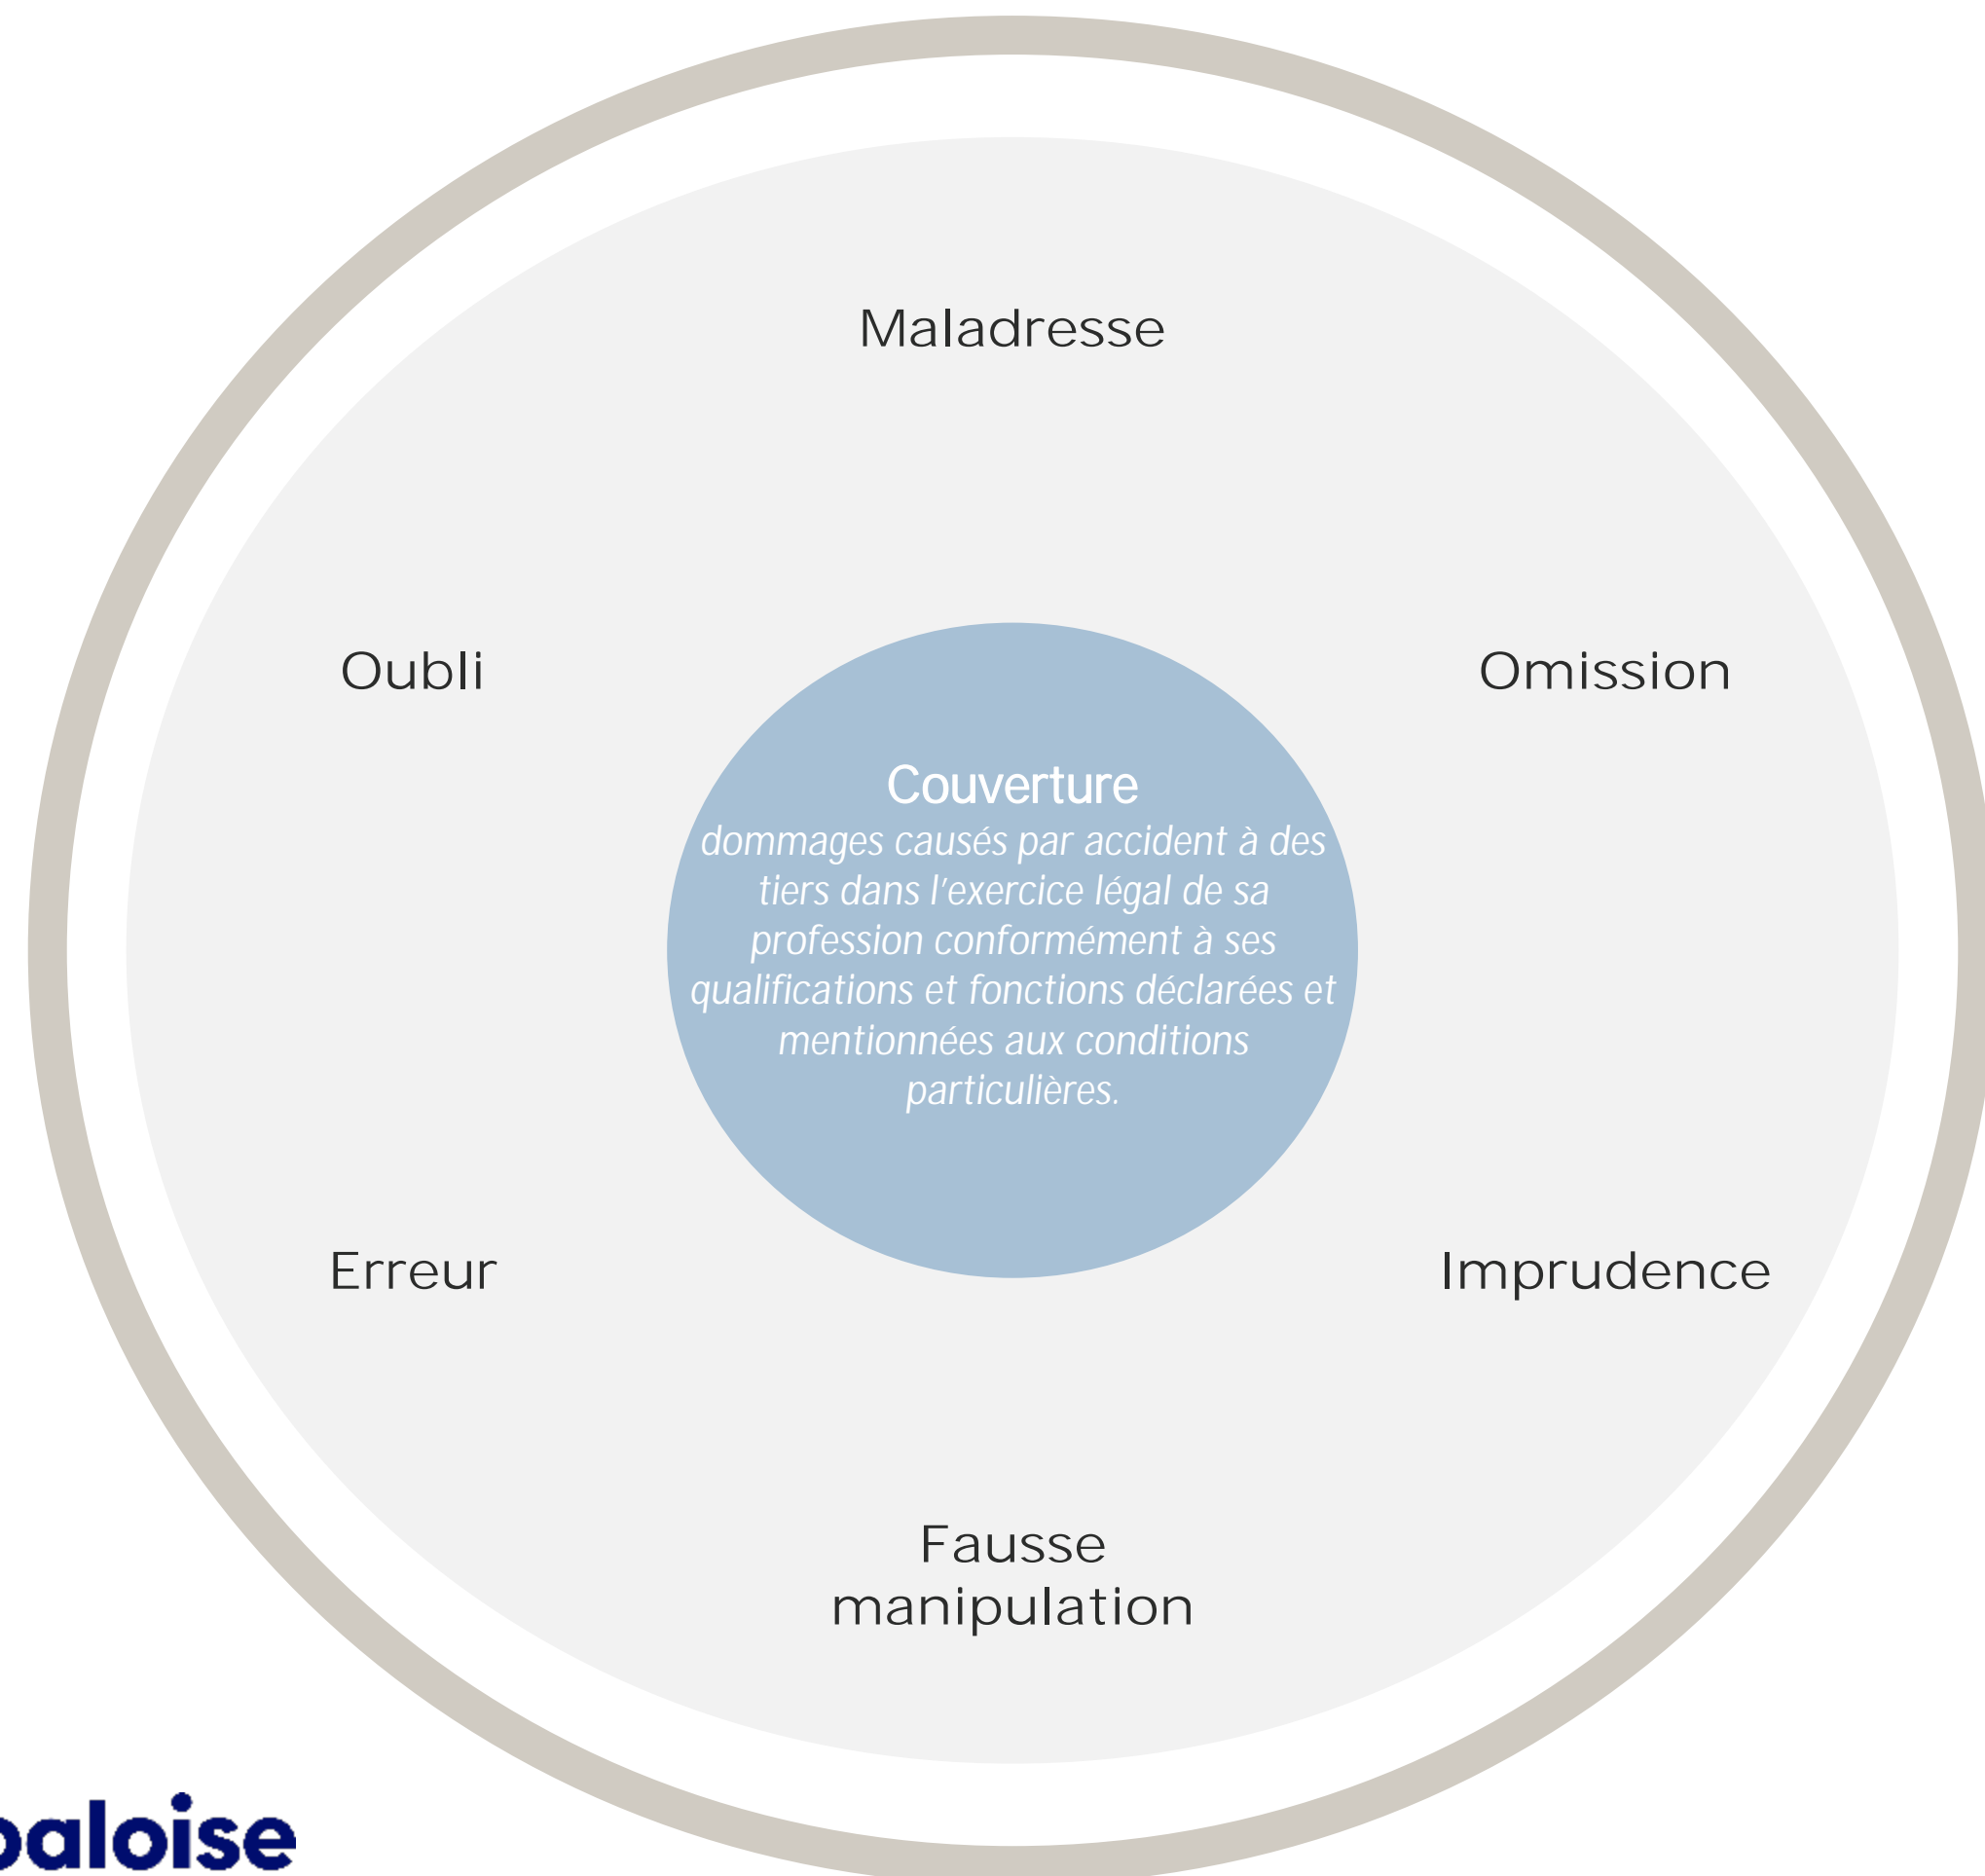 Maladresse
Oubli
Omission
Couverture
dommages causés par accident à des
tiers dans l'exercice légal de sa
profession conformément à ses
qualifications et fonctions déclarées et
mentionnées aux conditions
particulières.
Erreur
Imprudence
Fausse
manipulation
baloise